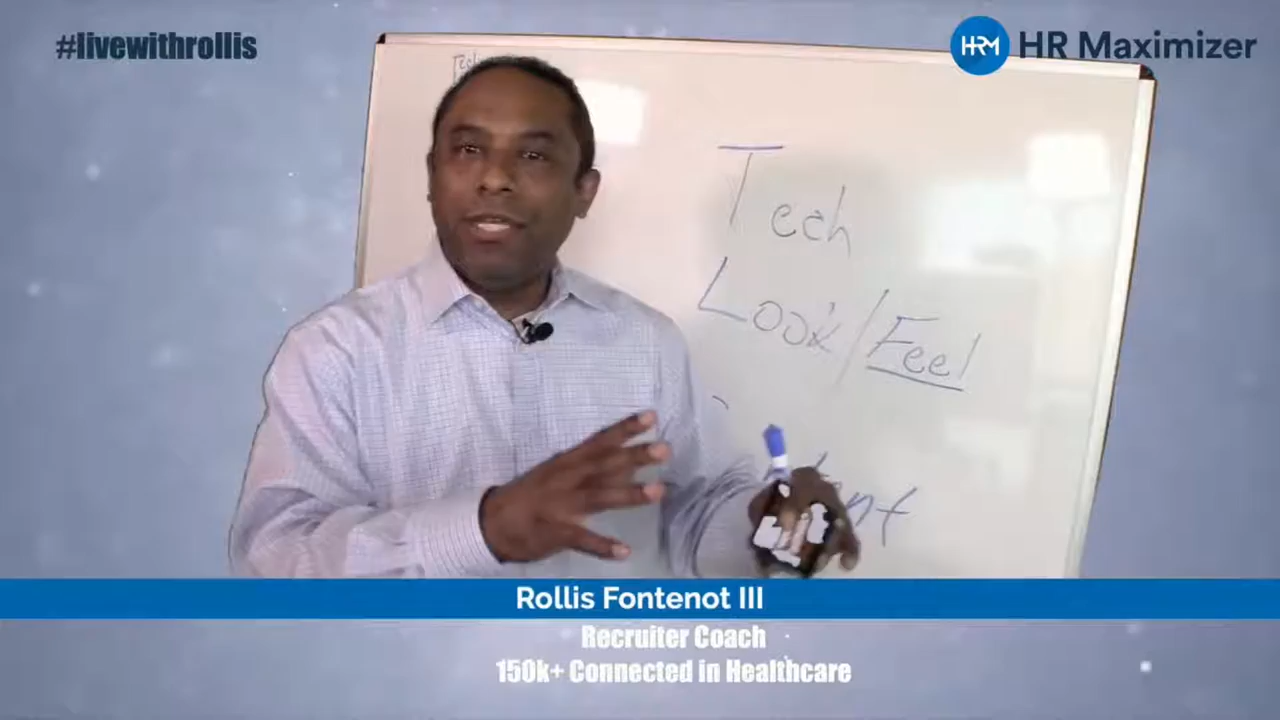 #livewithrollis
HRM HR Maximizer
Tech
Look/Feel
Rollis Fontenot III
Recruiter Coach
150k+ Connected in Healthcare